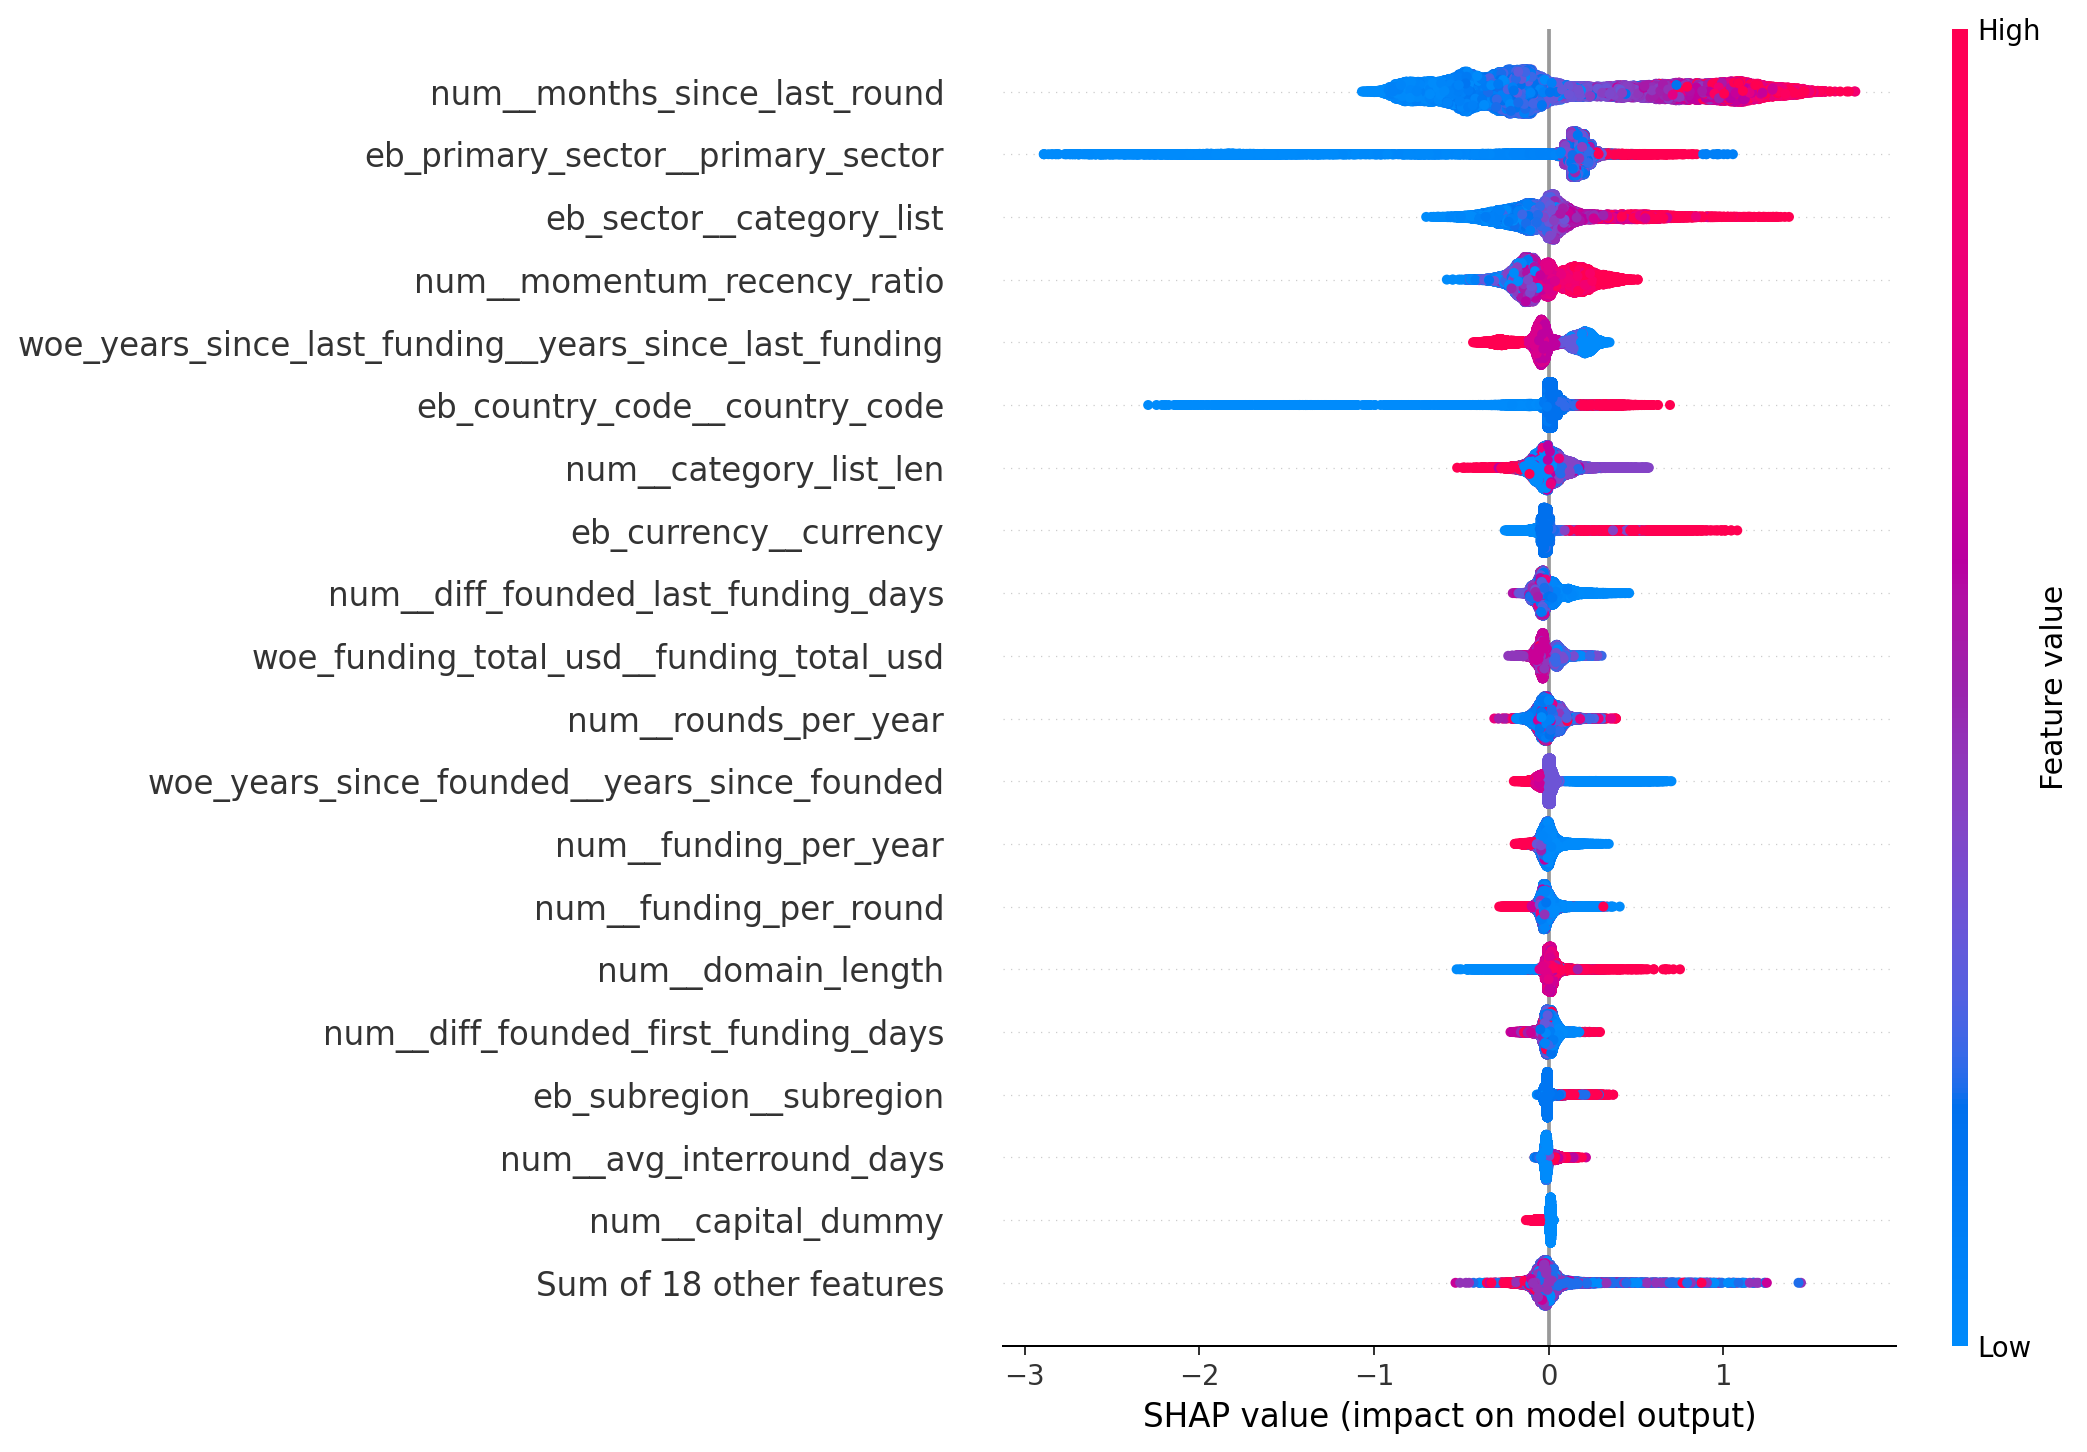 High
num__months_since_last_round
eb_primary_sector__primary_sector
eb_sector__category_list
num__momentum_recency_ratio
woe_years_since_last_funding__years_since_last_funding
eb_country_code__country_code
num__category_list_len
eb_currency__currency
num__diff_founded_last_funding_days
woe_funding_total_usd__funding_total_usd
num__rounds_per_year
woe_years_since_founded__years_since_founded
num__funding_per_year
num__funding_per_round
num__domain_length
num__diff_founded_first_funding_days
eb_subregion__subregion
num__avg_interround_days
num__capital_dummy
Sum of 18 other features
Feature value
Low
−3 −2 −1 0 1
SHAP value (impact on model output)